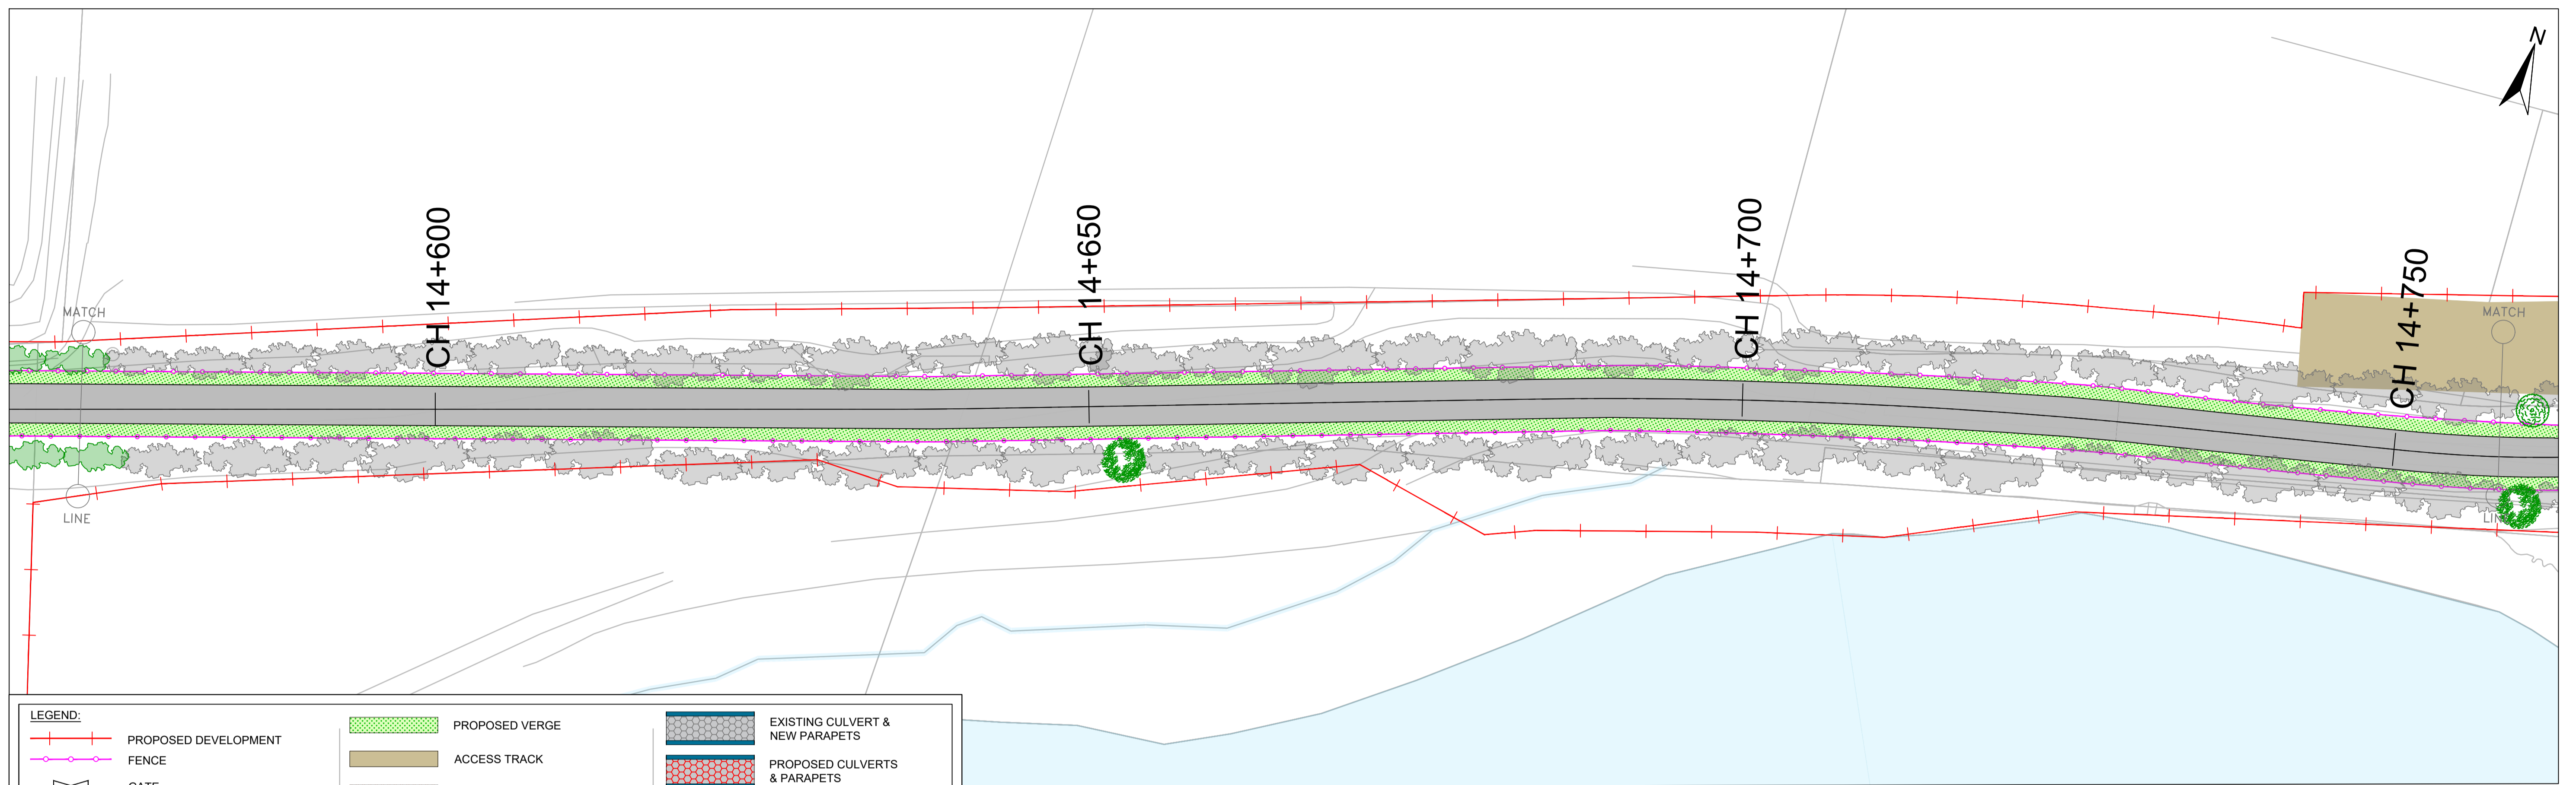 N
CH 14+600
CH 14+650
CH 14+700
CH 14+750
MATCH
MATCH
LINE
LEGEND:
PROPOSED DEVELOPMENT
FENCE
PROPOSED VERGE
ACCESS TRACK
EXISTING CULVERT &
NEW PARAPETS
PROPOSED CULVERTS
& PARAPETS